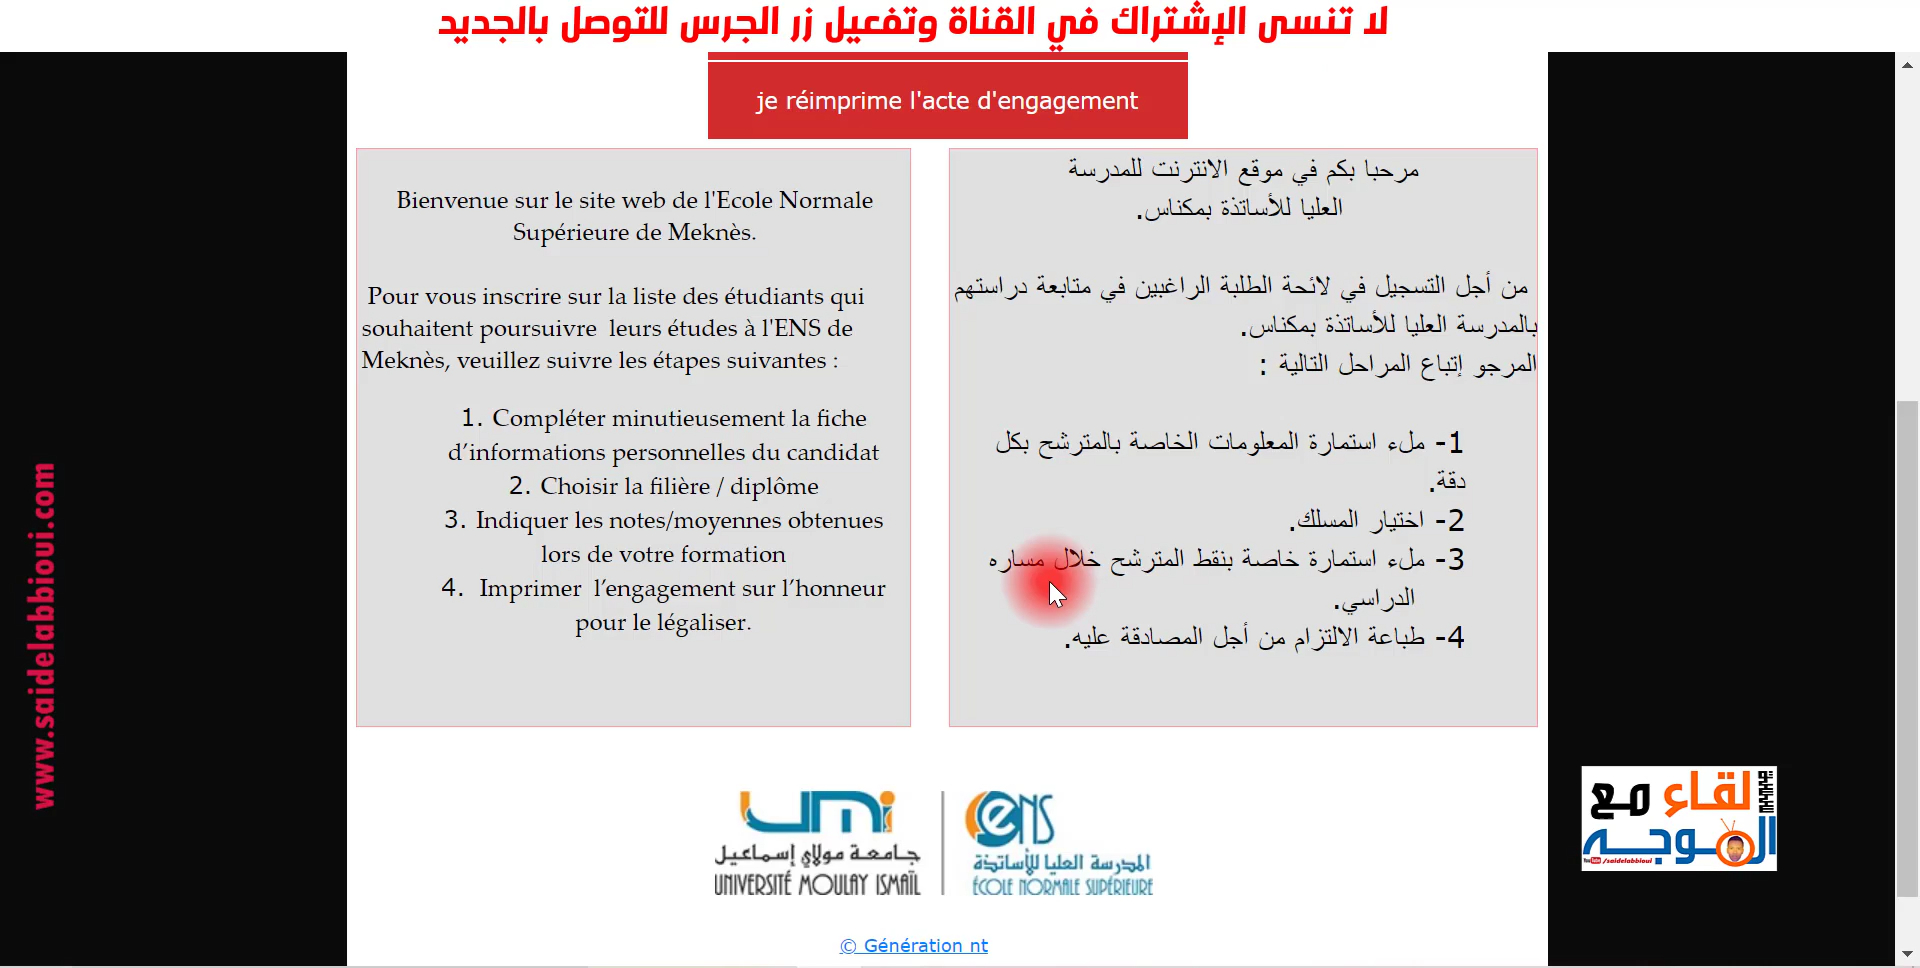 لا تنسى الإشتراك في القناة وتفعيل زر الجرس للتوصل بالجديد
je réimprime l'acte d'engagement
Bienvenue sur le site web de l'Ecole Normale
Supérieure de Meknès.
Pour vous inscrire sur la liste des étudiants qui
souhaitent poursuivre leurs études à l'ENS de
Meknès, veuillez suivre les étapes suivantes :
1. Compléter minutieusement la fiche
d’informations personnelles du candidat
2. Choisir la filière / diplôme
3. Indiquer les notes/moyennes obtenues
lors de votre formation
4. Imprimer l’engagement sur l’honneur
pour le légaliser.
مرحبا بكم في موقع الانترنت للمدرسة
العليا للأساتذة بمكناس.
من أجل التسجيل في لائحة الطلبة الراغبين في متابعة دراستهم
بالمدرسة العليا للأساتذة بمكناس.
المرجو إتباع المراحل التالية :
1- ملء استمارة المعلومات الخاصة بالمترشح بكل
دقة.
2- اختيار المسلك.
3- ملء استمارة خاصة بنقط المترشح خلال مساره
الدراسي.
4- طباعة الالتزام من أجل المصادقة عليه.
www.saidelabbioui.com
umi
جامعة مولاي إسماعيل
UNIVERSITÉ MOULAY ISMAÏL
ENS
المدرسة العليا للأساتذة
ÉCOLE NORMALE SUPÉRIEURE
لقاء مع
الموجه
YouTube /saidelabbioui
© Génération nt